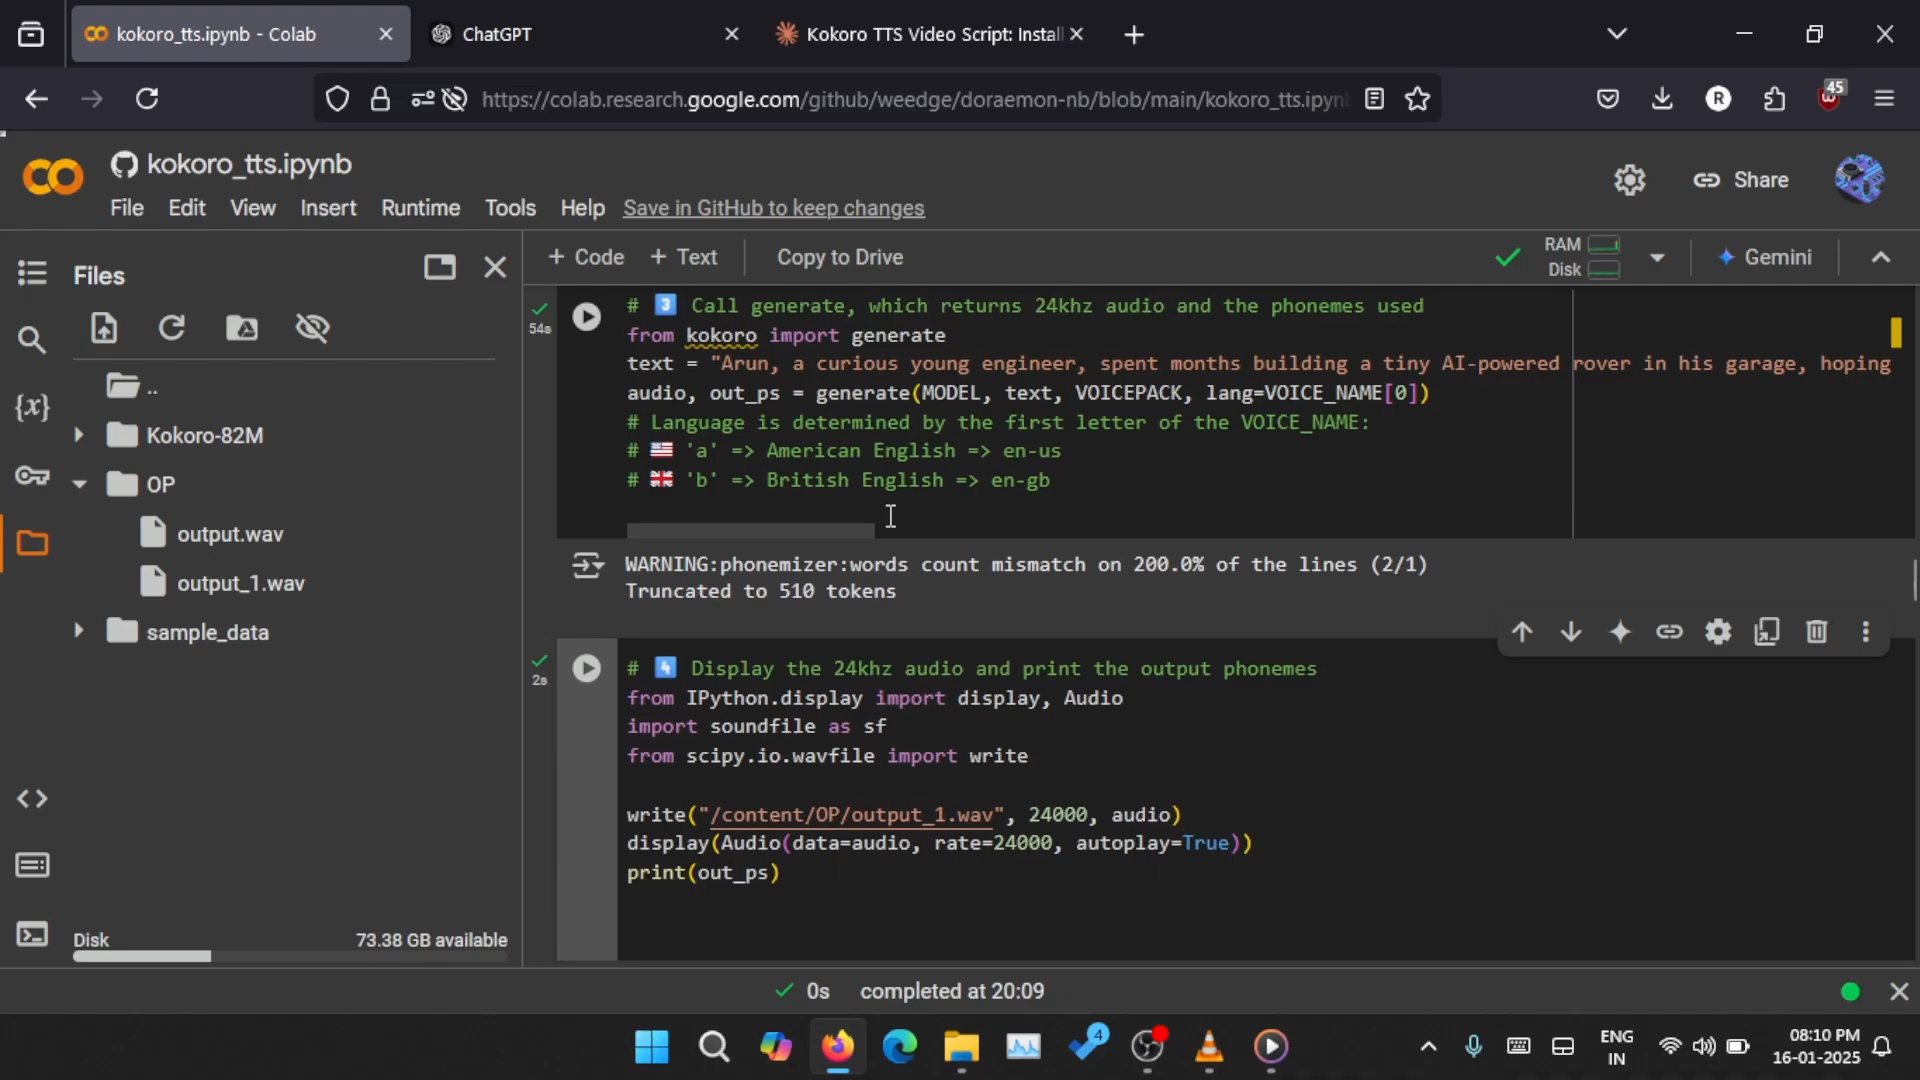 kokoro_tts.ipynb - Colab
ChatGPT
Kokoro TTS Video Script: Instal
https://colab.research.google.com/github/weedge/doraemon-nb/blob/main/kokoro_tts.ipyn
R
45
kokoro_tts.ipynb
Share
File Edit View Insert Runtime Tools Help Save in GitHub to keep changes
Files
+ Code + Text Copy to Drive
RAM
Disk
Gemini
..
Kokoro-82M
OP
output.wav
output_1.wav
sample_data
Disk 73.38 GB available
54s
# 3 Call generate, which returns 24khz audio and the phonemes used
from kokoro import generate
text = "Arun, a curious young engineer, spent months building a tiny AI-powered rover in his garage, hoping
audio, out_ps = generate(MODEL, text, VOICEPACK, lang=VOICE_NAME[0])
# Language is determined by the first letter of the VOICE_NAME:
# 🇺🇸 'a' => American English => en-us
# 🇬🇧 'b' => British English => en-gb
WARNING:phonemizer:words count mismatch on 200.0% of the lines (2/1)
Truncated to 510 tokens
2s
# 4 Display the 24khz audio and print the output phonemes
from IPython.display import display, Audio
import soundfile as sf
from scipy.io.wavfile import write
write("/content/OP/output_1.wav", 24000, audio)
display(Audio(data=audio, rate=24000, autoplay=True))
print(out_ps)
0s completed at 20:09
4
ENG
IN
08:10 PM
16-01-2025